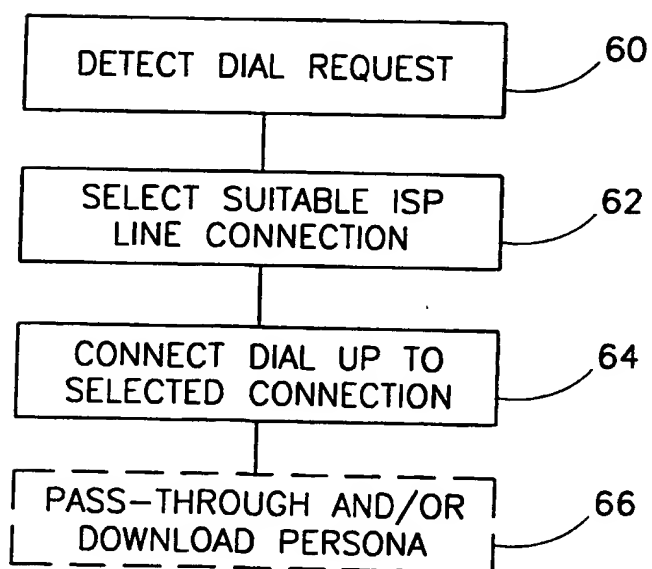 DETECT DIAL REQUEST
60
SELECT SUITABLE ISP
LINE CONNECTION
62
CONNECT DIAL UP TO
SELECTED CONNECTION
64
PASS-THROUGH AND/OR
DOWNLOAD PERSONA
66